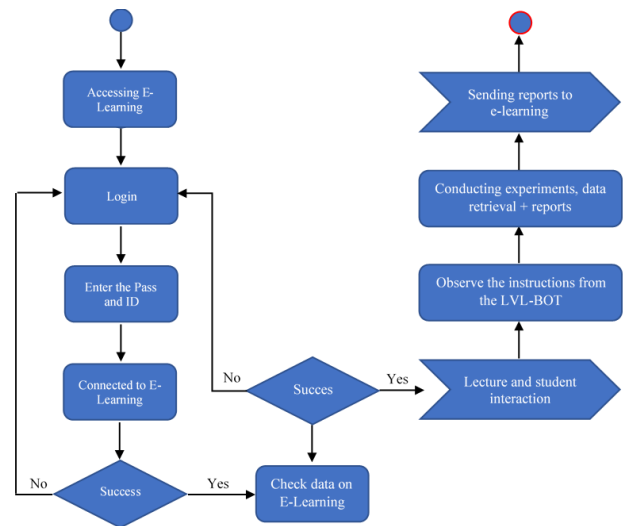 Accessing E-
Learning
Login
Enter the Pass
and ID
Connected to E-
Learning
No
Success
Yes
Check data on
E-Learning
No
Succes
Yes
Lecture and student
interaction
Observe the instructions from
the LVL-BOT
Conducting experiments, data
retrieval + reports
Sending reports to
e-learning